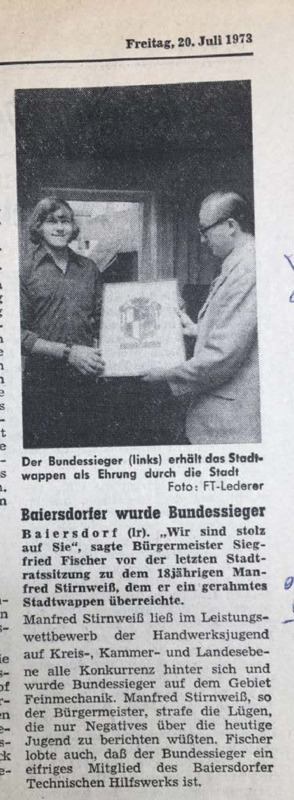 Freitag, 20. Juli 1973
Der Bundessieger (links) erhält das Stadt-
wappen als Ehrung durch die Stadt
Foto: FT-Lederer
Baiersdorfer wurde Bundessieger
Baiersdorf (lr). „Wir sind stolz
auf Sie“, sagte Bürgermeister Sieg-
fried Fischer vor der letzten Stadt-
ratssitzung zu dem 18jährigen Man-
fred Stirnweiß, dem er ein gerahmtes
Stadtwappen überreichte.
Manfred Stirnweiß ließ im Leistungs-
wettbewerb der Handwerksjugend
auf Kreis-, Kammer- und Landesebe-
ne alle Konkurrenz hinter sich und
wurde Bundessieger auf dem Gebiet
Feinmechanik. Manfred Stirnweiß, so
der Bürgermeister, strafe die Lügen,
die nur Negatives über die heutige
Jugend zu berichten wüßten. Fischer
lobte auch, daß der Bundessieger ein
eifriges Mitglied des Baiersdorfer
Technischen Hilfswerks ist.